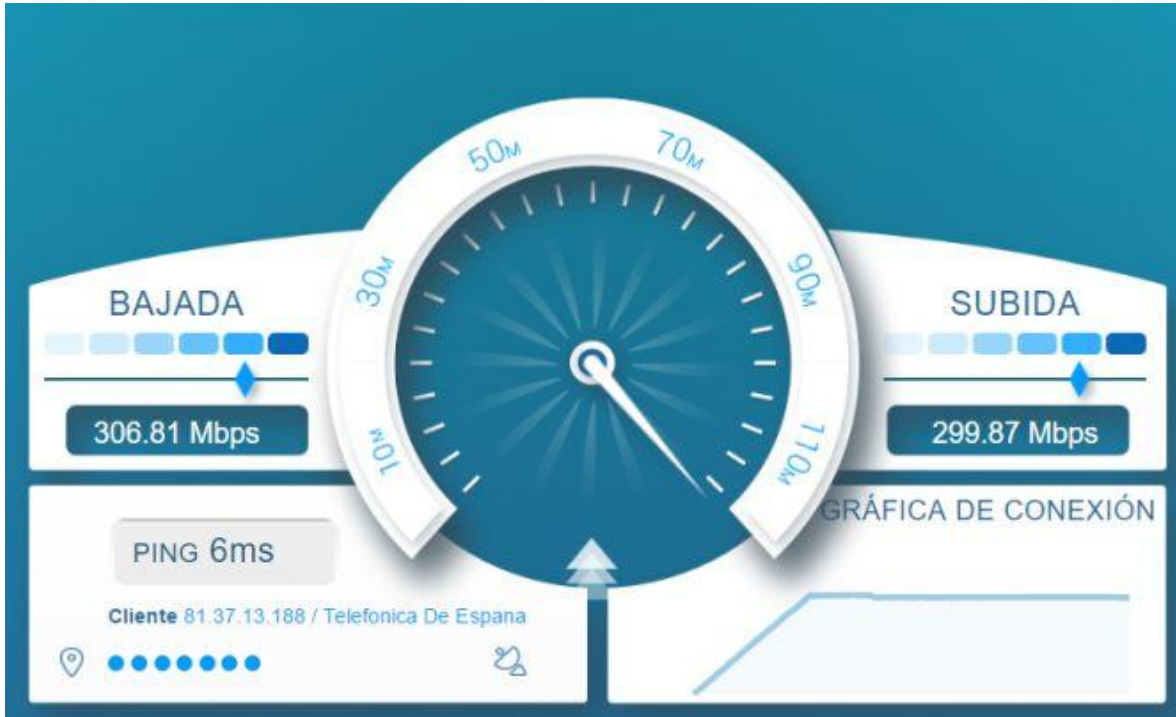 50M
70M
30M
90M
BAJADA
SUBIDA
306.81 Mbps
299.87 Mbps
10M
110M
GRÁFICA DE CONEXIÓN
PING 6ms
Cliente 81.37.13.188 / Telefonica De Espana